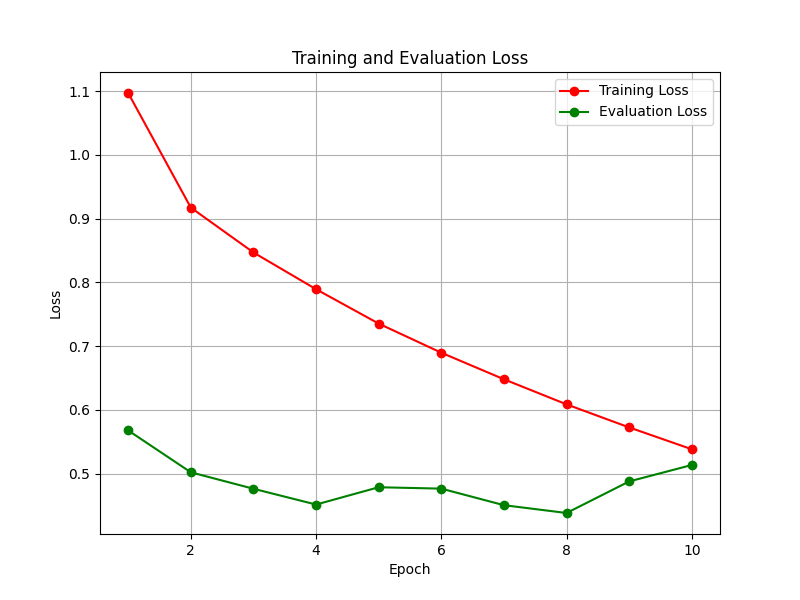 Training and Evaluation Loss
Training Loss
Evaluation Loss
1.1
1.0
0.9
0.8
0.7
0.6
0.5
Loss
2
4
6
8
10
Epoch